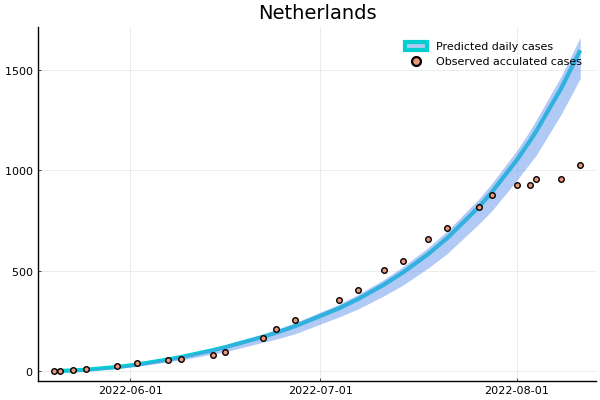 Netherlands
Predicted daily cases
Observed acculated cases
1500
1000
500
0
2022-06-01 2022-07-01 2022-08-01